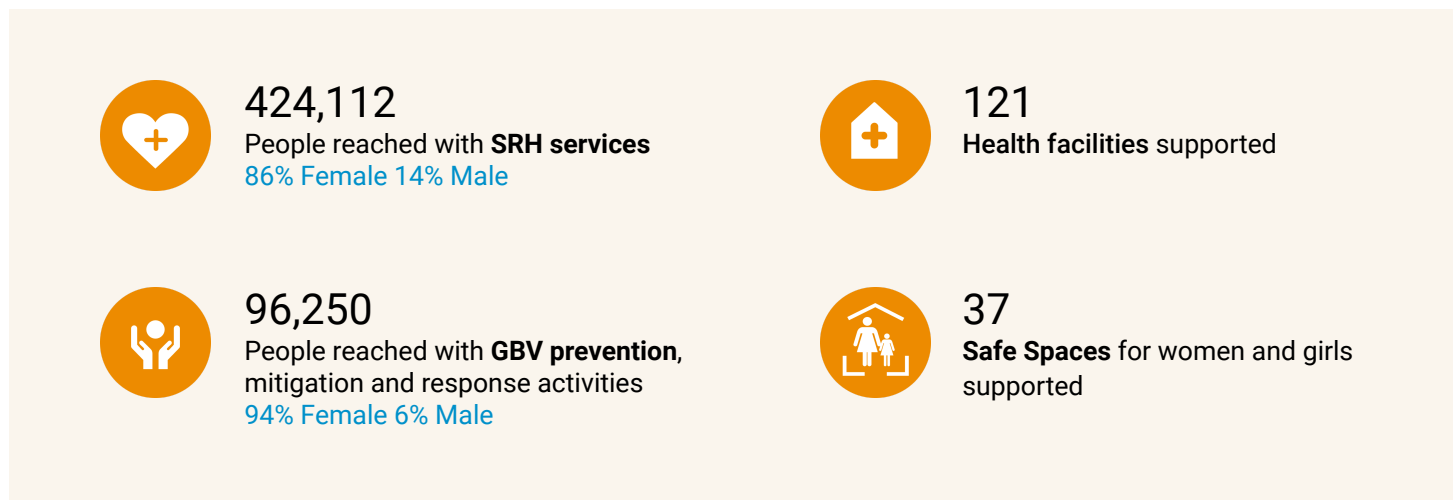 424,112
People reached with SRH services
86% Female 14% Male
121
Health facilities supported
96,250
People reached with GBV prevention,
mitigation and response activities
94% Female 6% Male
37
Safe Spaces for women and girls
supported